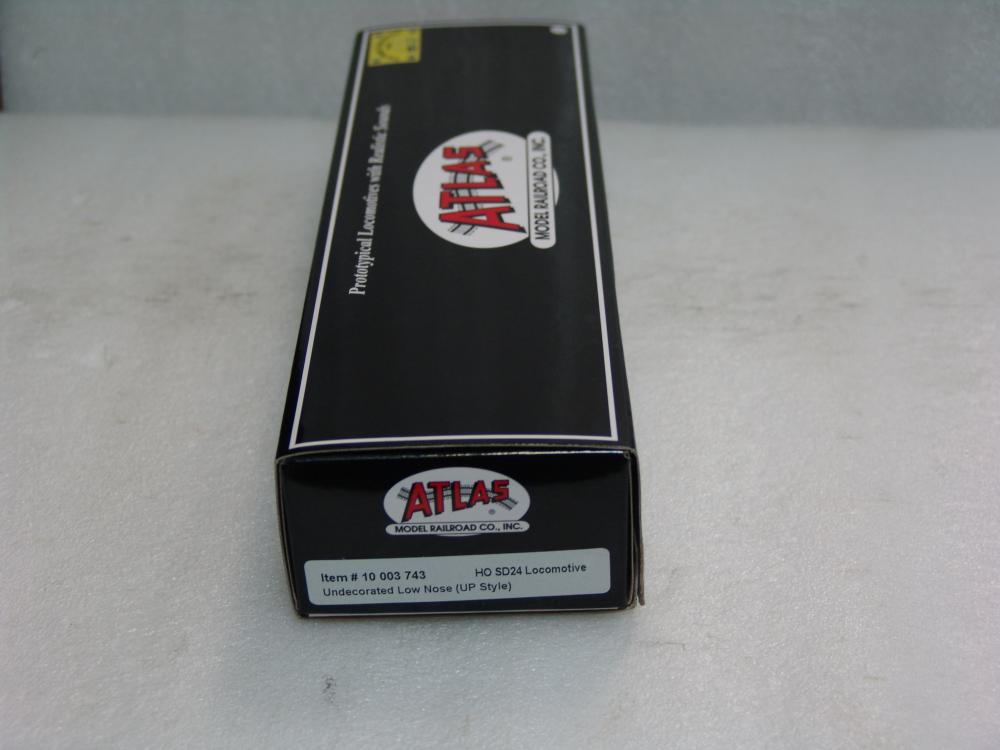 Prototypical Locomotives with Realistic Sounds
ATLAS
®
MODEL RAILROAD CO., INC.
ATLAS
®
MODEL RAILROAD CO., INC.
Item # 10 003 743 HO SD24 Locomotive
Undecorated Low Nose (UP Style)